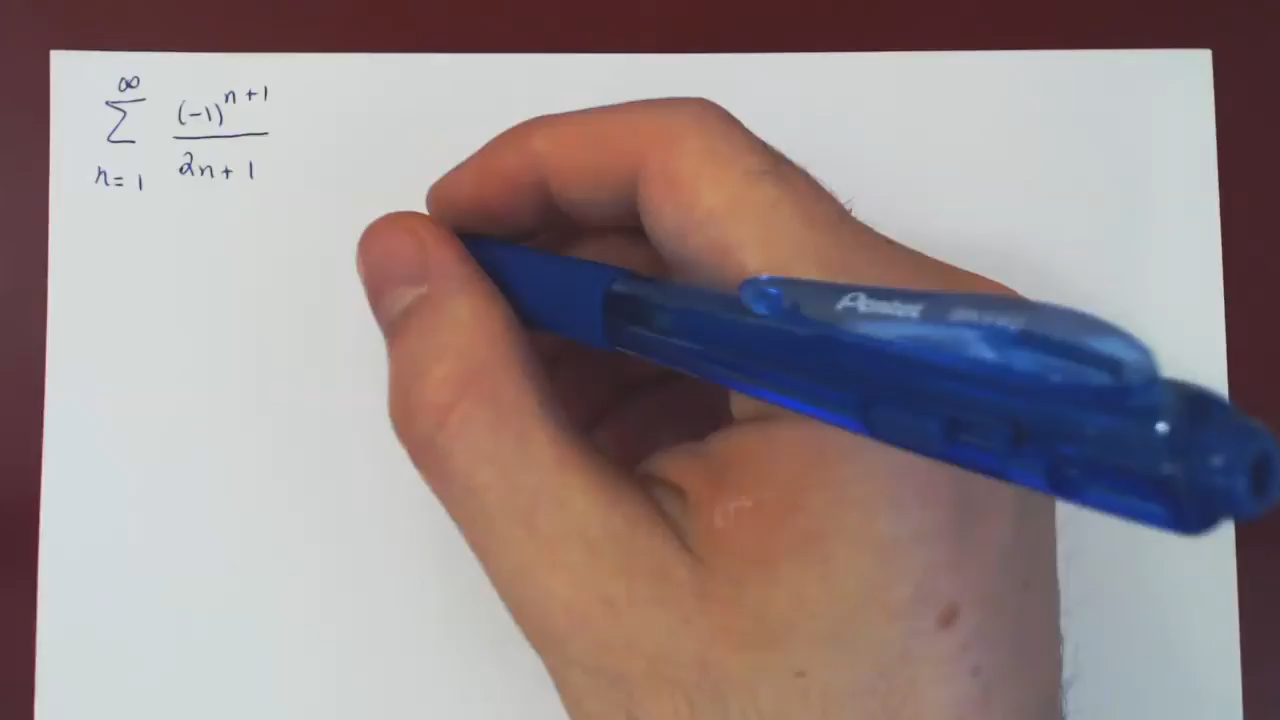 ∞
∑ (-1)^{n+1} / 2n+1
n=1
Pentel